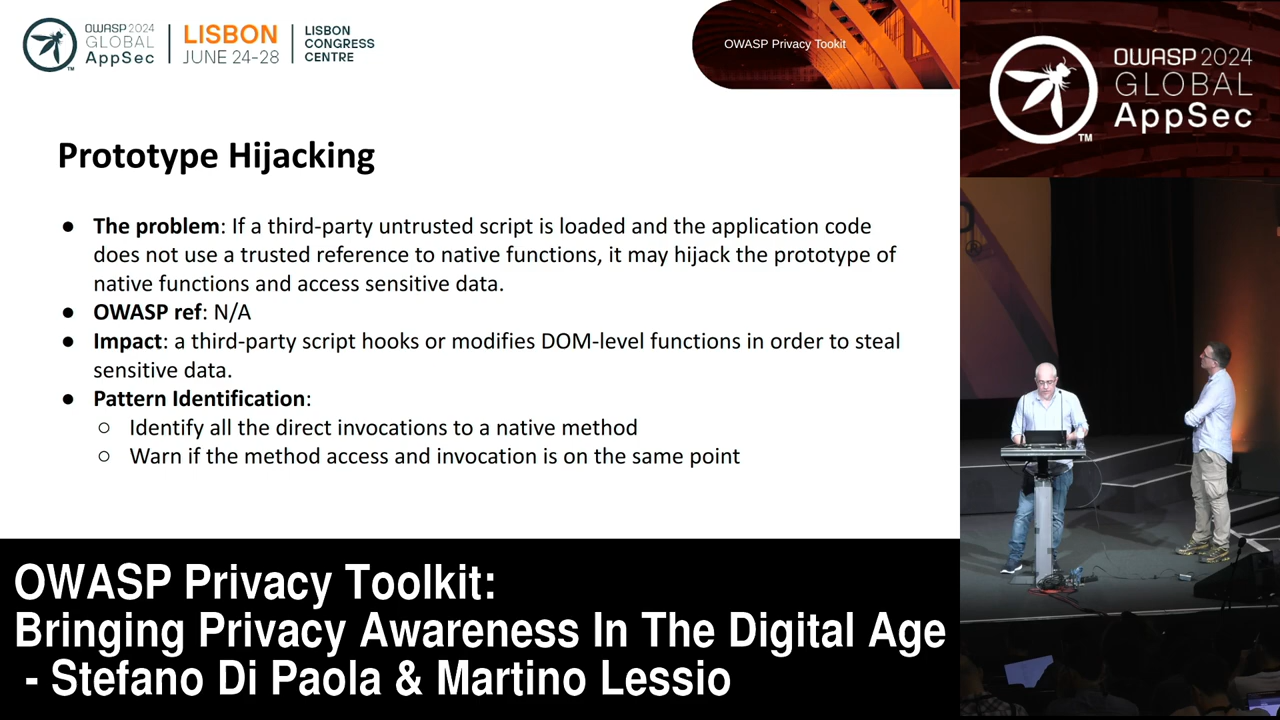 OWASP 2024
GLOBAL
AppSec
TM
LISBON
JUNE 24-28
LISBON
CONGRESS
CENTRE
OWASP Privacy Tookit
OWASP 2024
GLOBAL
AppSec
TM
Prototype Hijacking
● The problem: If a third-party untrusted script is loaded and the application code
does not use a trusted reference to native functions, it may hijack the prototype of
native functions and access sensitive data.
● OWASP ref: N/A
● Impact: a third-party script hooks or modifies DOM-level functions in order to steal
sensitive data.
● Pattern Identification:
○ Identify all the direct invocations to a native method
○ Warn if the method access and invocation is on the same point
OWASP Privacy Toolkit:
Bringing Privacy Awareness In The Digital Age
- Stefano Di Paola & Martino Lessio